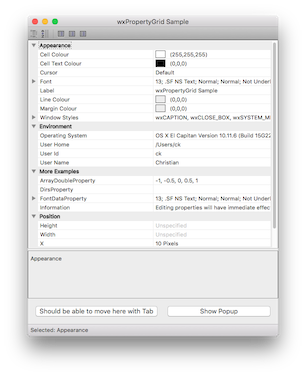 wxPropertyGrid Sample
Appearance
Cell Colour (255,255,255)
Cell Text Colour (0,0,0)
Cursor Default
Font 13; .SF NS Text; Normal; Normal; Not Underl
Label wxPropertyGrid Sample
Line Colour (0,0,0)
Margin Colour (0,0,0)
Window Styles wxCAPTION, wxCLOSE_BOX, wxSYSTEM_M
Environment
Operating System OS X El Capitan Version 10.11.6 (Build 15G22
User Home /Users/ck
User Id ck
User Name Christian
More Examples
ArrayDoubleProperty -1, -0.5, 0, 0.5, 1
DirsProperty
FontDataProperty 13; .SF NS Text; Normal; Normal; Not Underl
Information Editing properties will have immediate effec
Position
Height Unspecified
Width Unspecified
X 10 Pixels
Appearance
Should be able to move here with Tab Show Popup
Selected: Appearance